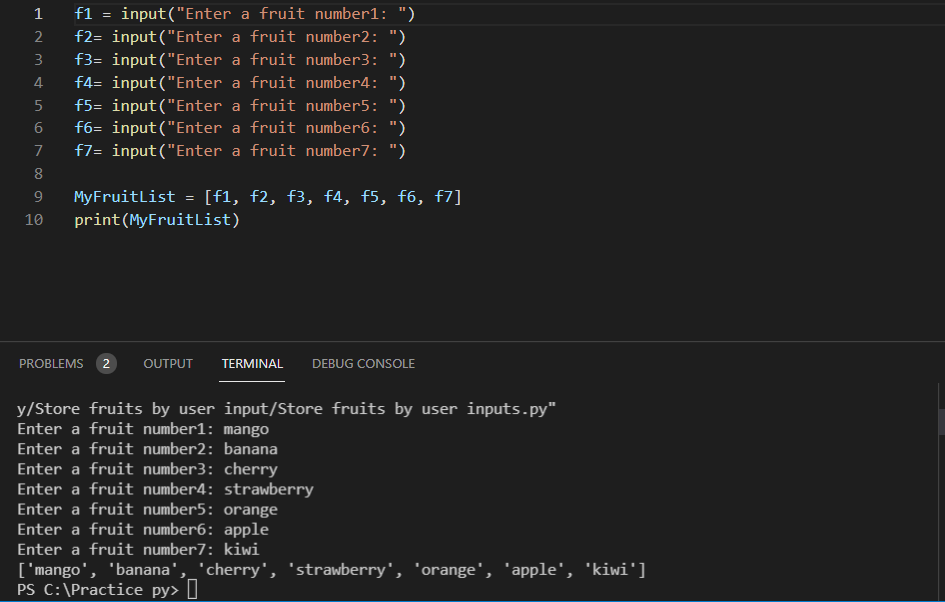 1 f1 = input("Enter a fruit number1: ")
2 f2= input("Enter a fruit number2: ")
3 f3= input("Enter a fruit number3: ")
4 f4= input("Enter a fruit number4: ")
5 f5= input("Enter a fruit number5: ")
6 f6= input("Enter a fruit number6: ")
7 f7= input("Enter a fruit number7: ")
8
9 MyFruitList = [f1, f2, f3, f4, f5, f6, f7]
10 print(MyFruitList)
PROBLEMS 2 OUTPUT TERMINAL DEBUG CONSOLE
y/Store fruits by user input/Store fruits by user inputs.py"
Enter a fruit number1: mango
Enter a fruit number2: banana
Enter a fruit number3: cherry
Enter a fruit number4: strawberry
Enter a fruit number5: orange
Enter a fruit number6: apple
Enter a fruit number7: kiwi
['mango', 'banana', 'cherry', 'strawberry', 'orange', 'apple', 'kiwi']
PS C:\Practice py>